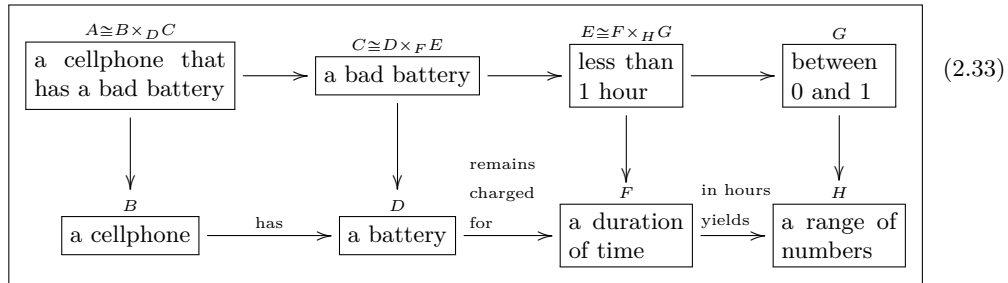 A≅B×_D C
C≅D×_F E
E≅F×_H G
G
a cellphone that
has a bad battery
a bad battery
less than
1 hour
between
0 and 1
(2.33)
remains
charged
for
in hours
yields
B
D
F
H
a cellphone
has
a battery
a duration
of time
a range of
numbers